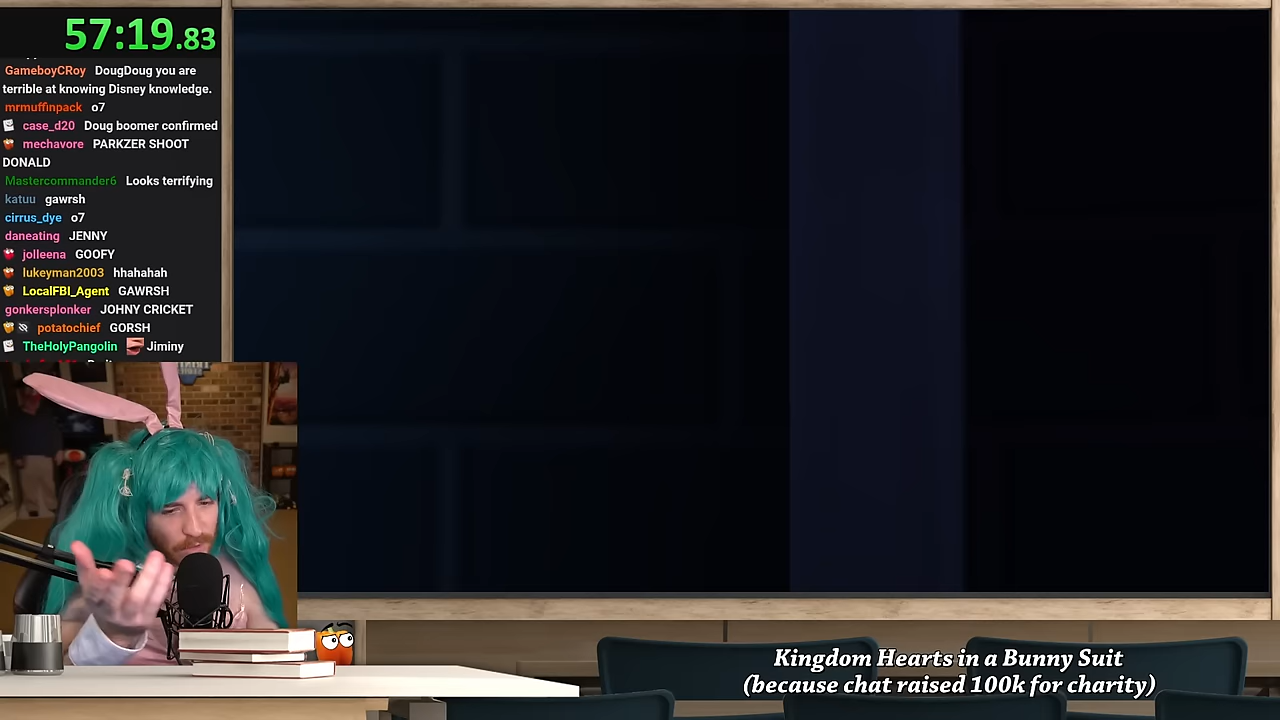 57:19.83
GameboyCRoy DougDoug you are
terrible at knowing Disney knowledge.
mrmuffinpack o7
case_d20 Doug boomer confirmed
mechavore PARKZER SHOOT
DONALD
Mastercommander6 Looks terrifying
katuu gawrsh
cirrus_dye o7
daneating JENNY
jolleena GOOFY
lukeyman2003 hhahahah
LocalFBI_Agent GAWRSH
gonkersplonker JOHNY CRICKET
potatochief GORSH
TheHolyPangolin Jiminy
Kingdom Hearts in a Bunny Suit
(because chat raised 100k for charity)